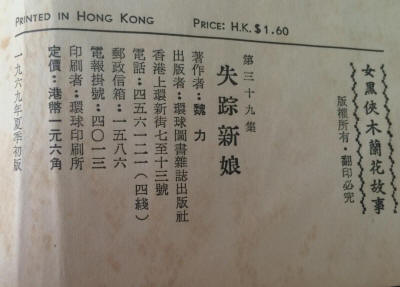 PRINTED IN HONG KONG PRICE: H.K.$1.60
女黑俠木蘭花故事
版權所有·翻印必究
第三十九集
失踪新娘
著作者：魏力
出版者：環球圖書雜誌出版社
香港上環新街七至十三號
電話：四五六一二一（四綫）
郵政信箱：一五八六
電報掛號：四〇一三
印刷者：環球印刷所
定價：港幣一元六角
一九六九年夏季初版